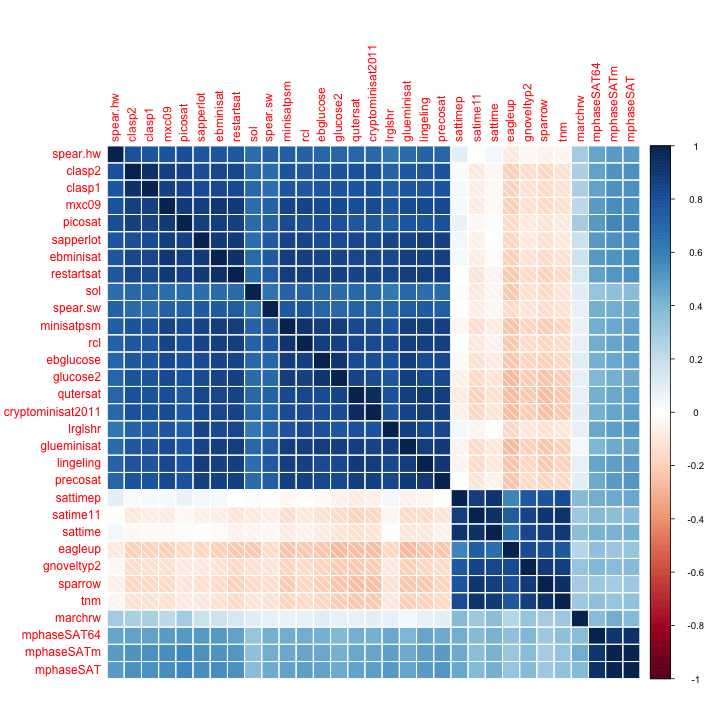 spear.hw
clasp2
clasp1
mxc09
picosat
sapperlot
ebminisat
restartsat
sol
spear.sw
minisatpsm
rcl
ebglucose
glucose2
qutersat
cryptominisat2011
lrglshr
glueminisat
lingeling
precosat
sattimep
satime11
sattime
eagleup
gnoveltyp2
sparrow
tnm
marchrw
mphaseSAT64
mphaseSATm
mphaseSAT
spear.hw
clasp2
clasp1
mxc09
picosat
sapperlot
ebminisat
restartsat
sol
spear.sw
minisatpsm
rcl
ebglucose
glucose2
qutersat
cryptominisat2011
lrglshr
glueminisat
lingeling
precosat
sattimep
satime11
sattime
eagleup
gnoveltyp2
sparrow
tnm
marchrw
mphaseSAT64
mphaseSATm
mphaseSAT
1
0.8
0.6
0.4
0.2
0
-0.2
-0.4
-0.6
-0.8
-1